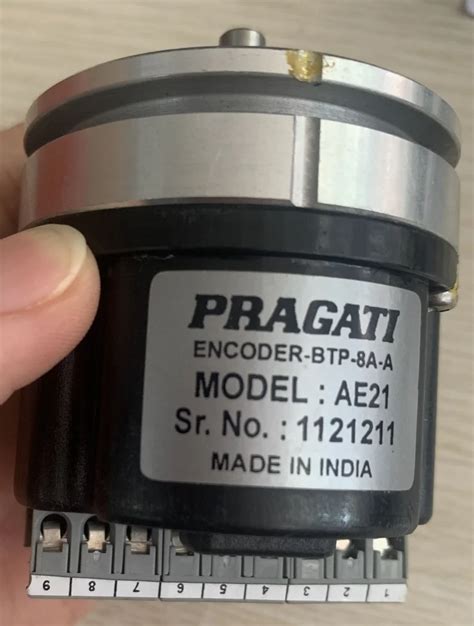 PRAGATI
ENCODER-BTP-8A-A
MODEL : AE21
Sr. No. : 1121211
MADE IN INDIA
9 8 7 6 5 4 3 2 1